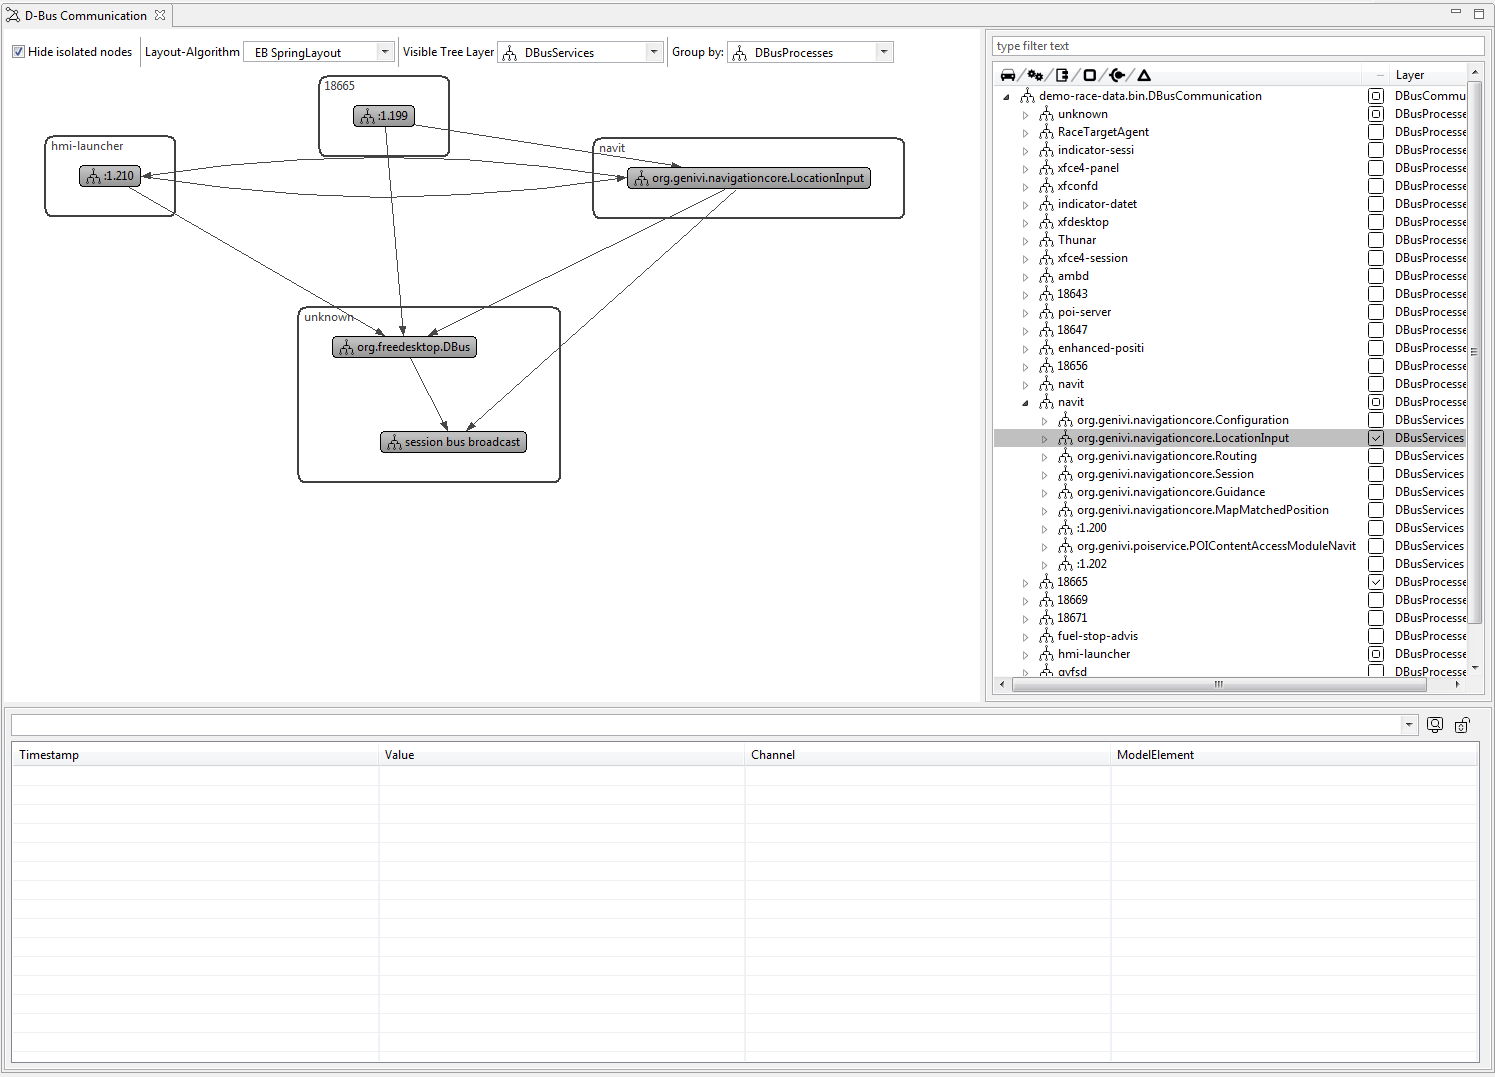 D-Bus Communication
Hide isolated nodes
Layout-Algorithm
EB SpringLayout
Visible Tree Layer
DBusServices
Group by:
DBusProcesses
18665
:1.199
hmi-launcher
:1.210
navit
org.genivi.navigationcore.LocationInput
unknown
org.freedesktop.DBus
session bus broadcast
type filter text
Layer
demo-race-data.bin.DBusCommunication DBusCommu
unknown DBusProcesse
RaceTargetAgent DBusProcesse
indicator-sessi DBusProcesse
xfce4-panel DBusProcesse
xfconfd DBusProcesse
indicator-datet DBusProcesse
xfdesktop DBusProcesse
Thunar DBusProcesse
xfce4-session DBusProcesse
ambd DBusProcesse
18643 DBusProcesse
poi-server DBusProcesse
18647 DBusProcesse
enhanced-positi DBusProcesse
18656 DBusProcesse
navit DBusProcesse
navit DBusProcesse
org.genivi.navigationcore.Configuration DBusServices
org.genivi.navigationcore.LocationInput DBusServices
org.genivi.navigationcore.Routing DBusServices
org.genivi.navigationcore.Session DBusServices
org.genivi.navigationcore.Guidance DBusServices
org.genivi.navigationcore.MapMatchedPosition DBusServices
:1.200 DBusServices
org.genivi.poiservice.POIContentAccessModuleNavit DBusServices
:1.202 DBusServices
18665 DBusProcesse
18669 DBusProcesse
18671 DBusProcesse
fuel-stop-advis DBusProcesse
hmi-launcher DBusProcesse
gvfsd DBusProcesse
Timestamp Value Channel ModelElement